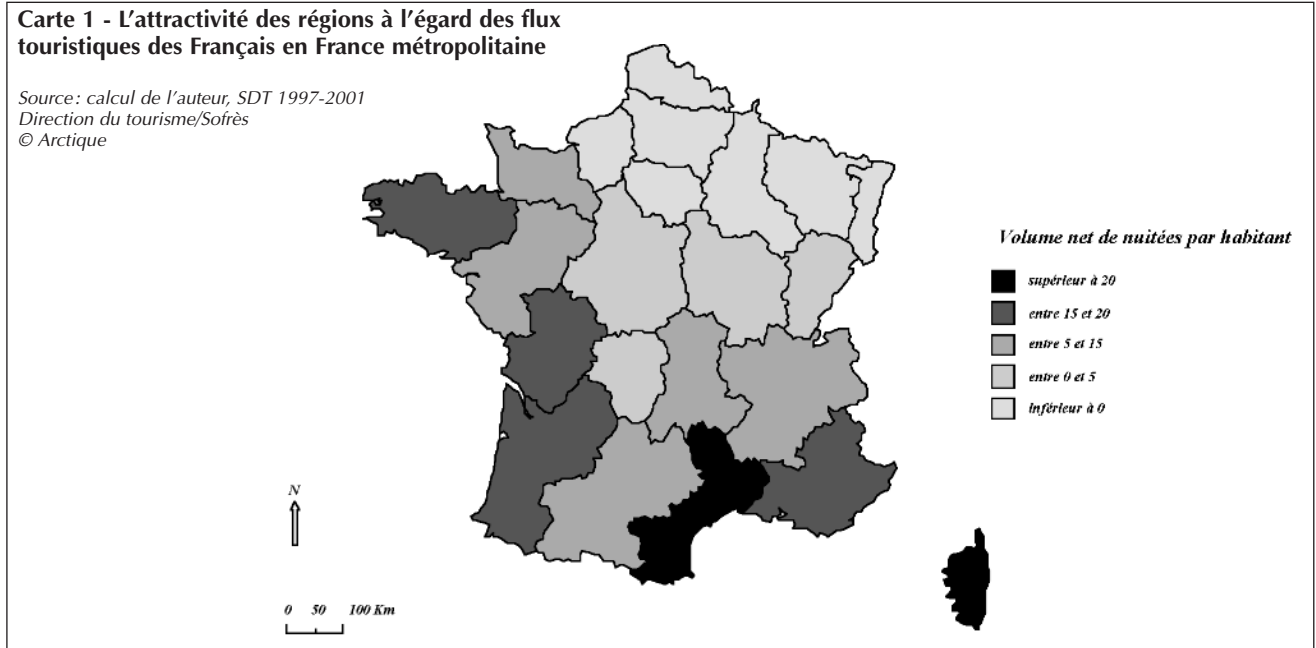 Carte 1 - L’attractivité des régions à l’égard des flux
touristiques des Français en France métropolitaine
Source : calcul de l’auteur, SDT 1997-2001
Direction du tourisme/Sofrès
© Arctique
Volume net de nuitées par habitant
supérieur à 20
entre 15 et 20
entre 5 et 15
entre 0 et 5
inférieur à 0
N
0 50 100 Km